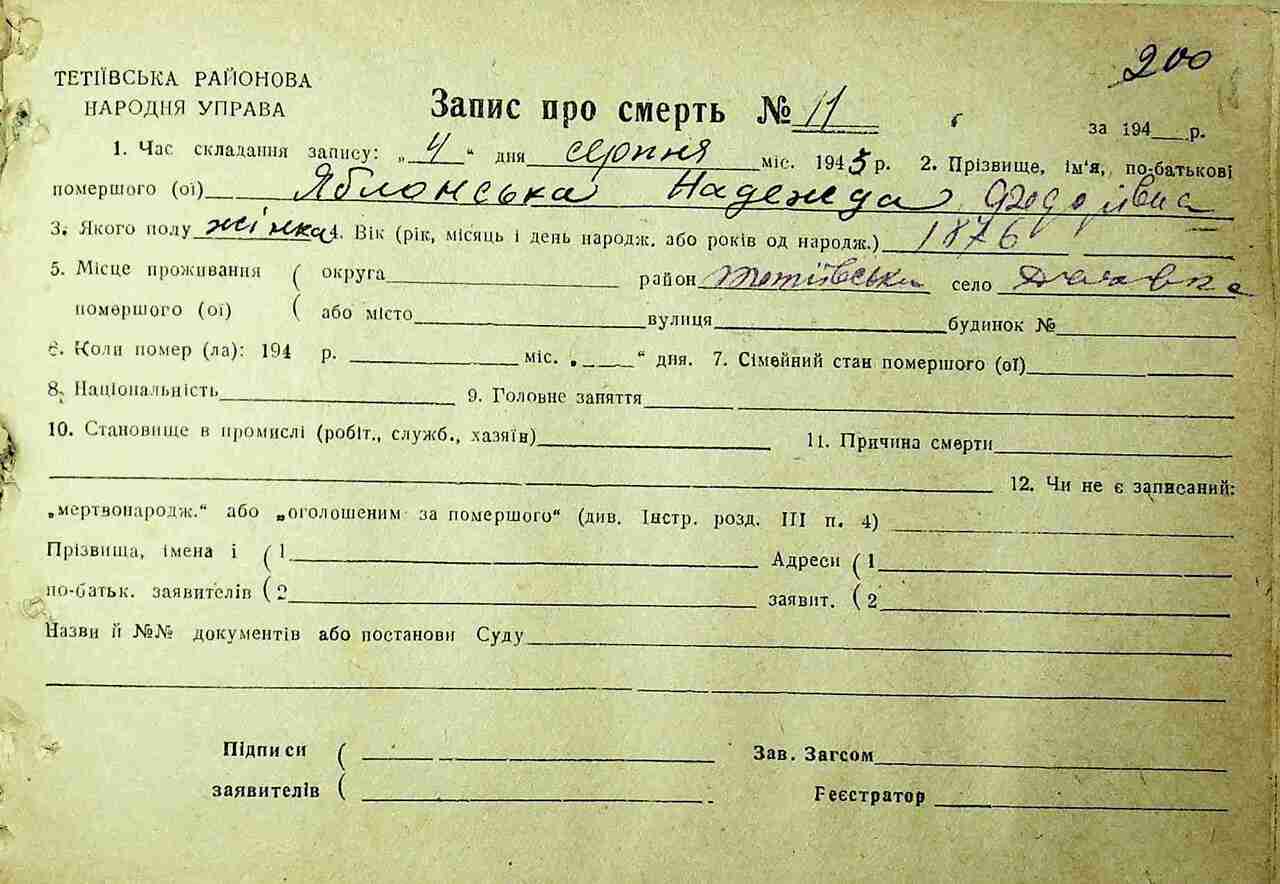 200
ТЕТІЇВСЬКА РАЙОНОВА
НАРОДНЯ УПРАВА
Запис про смерть № 11
за 194___р.
1. Час складання запису: „4“ дня серпня міс. 1943 р. 2. Прізвище, ім'я, по-батькові
помершого (ої) Яблонська Надежда Федорівна
3. Якого полу жінка 4. Вік (рік, місяць і день народж. або років од народж.) 1876
5. Місце проживання ( округа район Тетіївський село
помершого (ої) ( або місто вулиця будинок №
6. Коли помер (ла): 194 р. міс. „___“ дня. 7. Сімейний стан помершого (ої)
8. Національність 9. Головне заняття
10. Становище в промислі (робіт., служб., хазяїн) 11. Причина смерти
12. Чи не є записаний:
„мертвонародж.“ або „оголошеним за помершого“ (див. Інстр. розд. III п. 4)
Прізвища, імена і ( 1 Адреси ( 1
по-батьк. заявителів ( 2 заявит. ( 2
Назви й №№ документів або постанови Суду
Підписи ( Зав. Загсом
заявителів ( Реєстратор